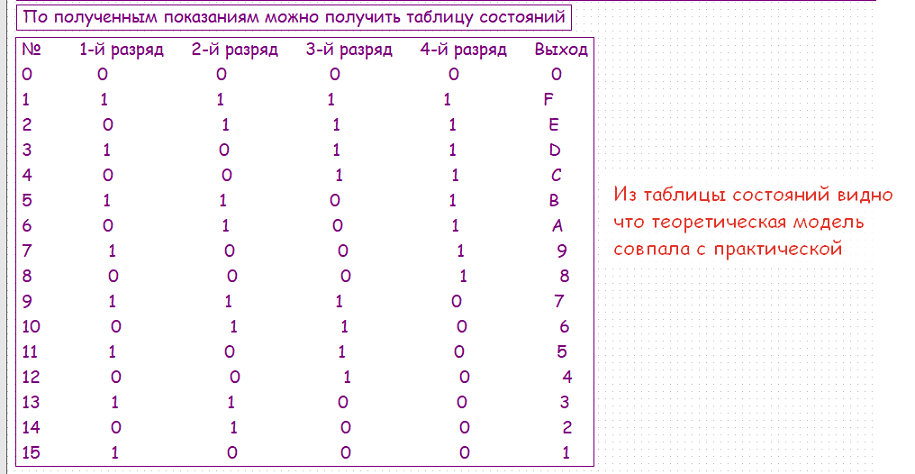 По полученным показаниям можно получить таблицу состояний
№ 1-й разряд 2-й разряд 3-й разряд 4-й разряд Выход
0 0 0 0 0 0
1 1 1 1 1 F
2 0 1 1 1 E
3 1 0 1 1 D
4 0 0 1 1 C
5 1 1 0 1 B
6 0 1 0 1 A
7 1 0 0 1 9
8 0 0 0 1 8
9 1 1 1 0 7
10 0 1 1 0 6
11 1 0 1 0 5
12 0 0 1 0 4
13 1 1 0 0 3
14 0 1 0 0 2
15 1 0 0 0 1
Из таблицы состояний видно
что теоретическая модель
совпала с практической